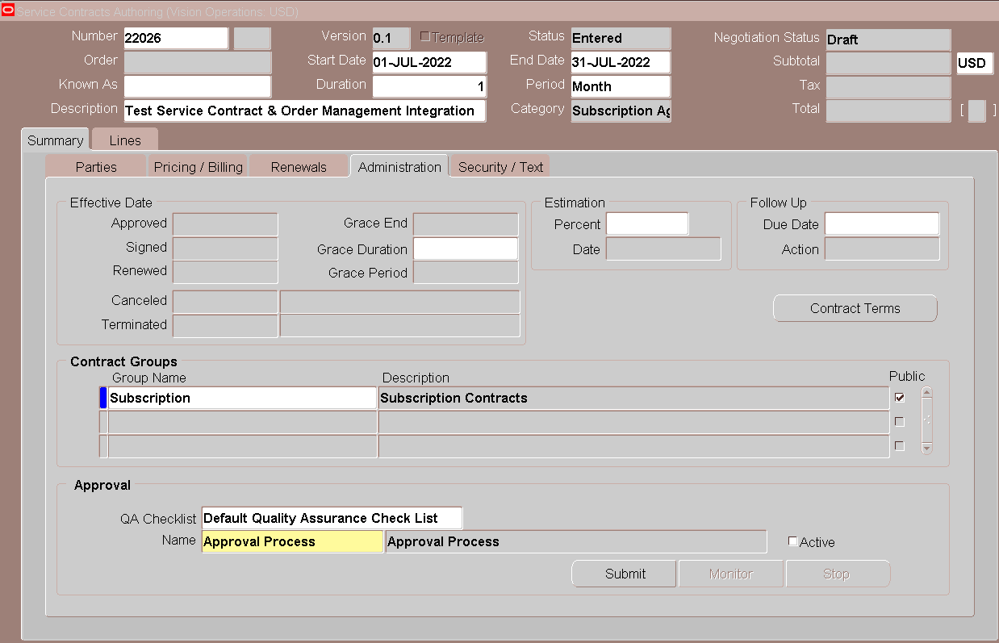 Service Contracts Authoring (Vision Operations: USD)
Number 22026 Version 0.1 Template Status Entered Negotiation Status Draft
Order Start Date 01-JUL-2022 End Date 31-JUL-2022 Subtotal USD
Known As Duration 1 Period Month Tax
Description Test Service Contract & Order Management Integration Category Subscription Ag Total [ ]
Summary Lines
Parties Pricing / Billing Renewals Administration Security / Text
Effective Date Estimation Follow Up
Approved Grace End Percent Due Date
Signed Grace Duration Date Action
Renewed Grace Period
Canceled Contract Terms
Terminated
Contract Groups
Group Name Description Public
Subscription Subscription Contracts
Approval
QA Checklist Default Quality Assurance Check List
Name Approval Process Approval Process Active
Submit Monitor Stop